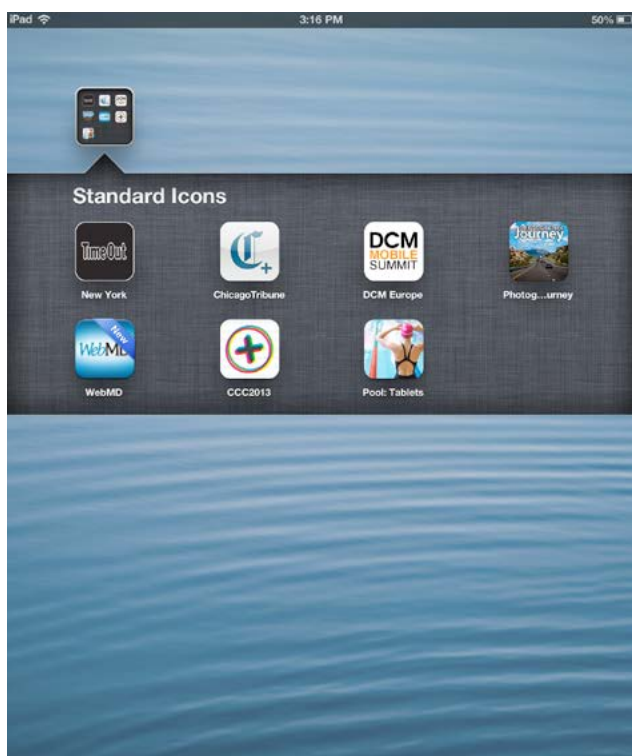 iPad
3:16 PM
50%
Standard Icons
TimeOut
New York
C+
ChicagoTribune
DCM
MOBILE
SUMMIT
DCM Europe
Journey
Photog...urney
WebMD
New
WebMD
CCC2013
Pool: Tablets